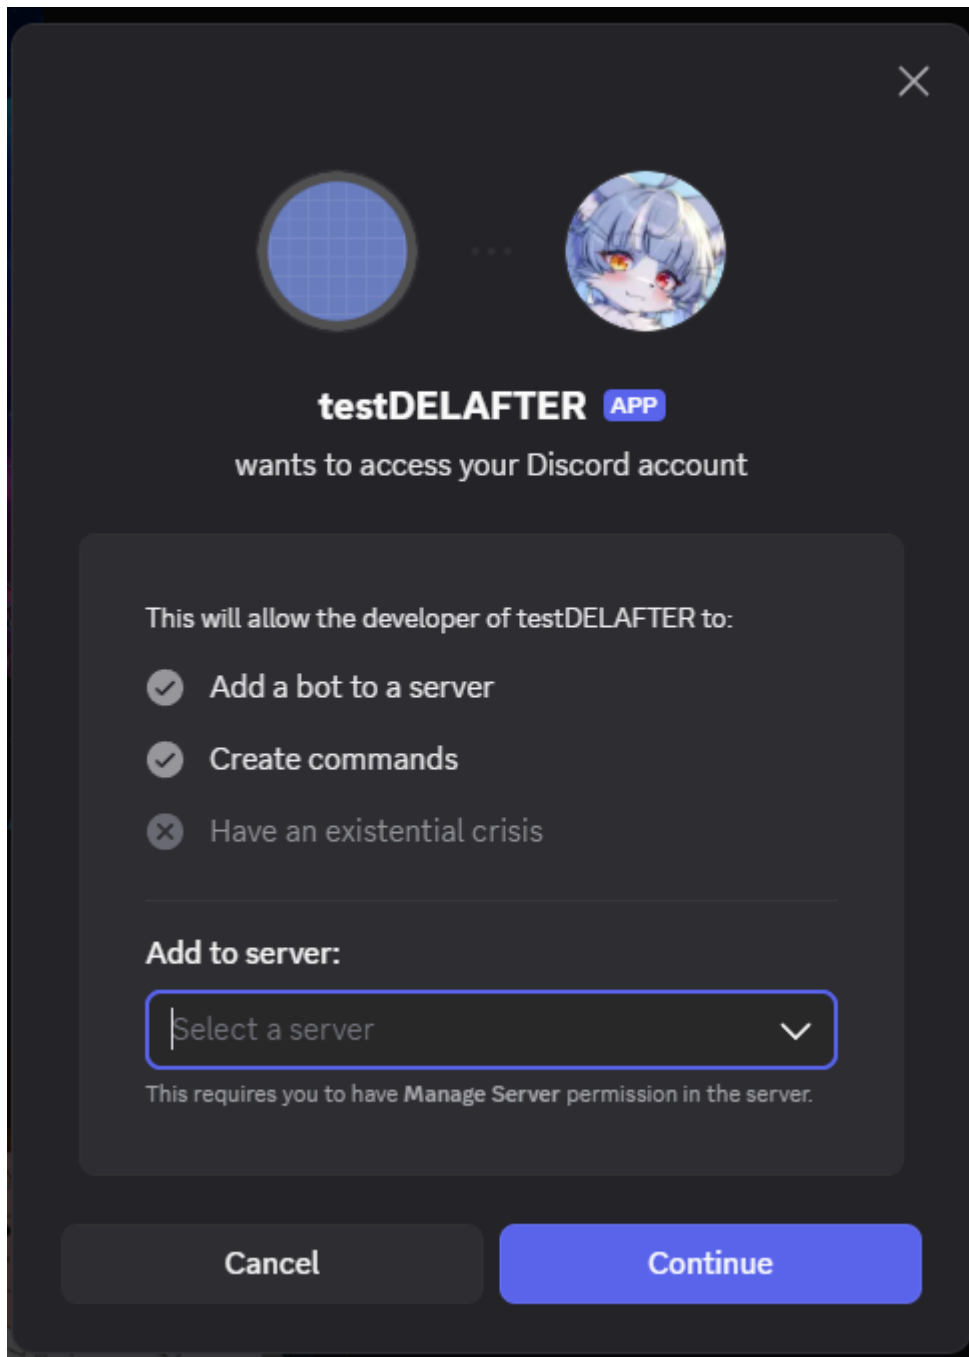 testDELAFTER APP
wants to access your Discord account
This will allow the developer of testDELAFTER to:
Add a bot to a server
Create commands
Have an existential crisis
Add to server:
Select a server
This requires you to have Manage Server permission in the server.
Cancel Continue